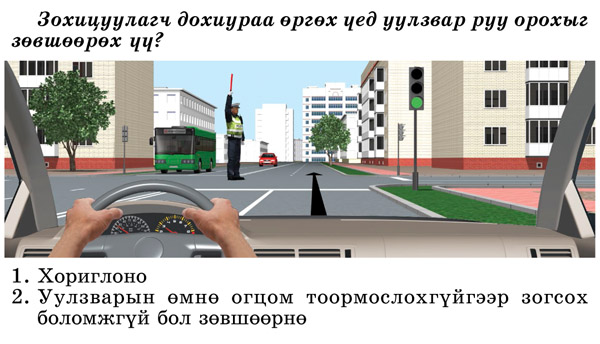 Зохицуулагч дохиураа өргөх үед уулзвар руу орохыг
зөвшөөрөх үү?
1. Хориглоно
2. Уулзварын өмнө огцом тоормослохгүйгээр зогсох
боломжгүй бол зөвшөөрнө